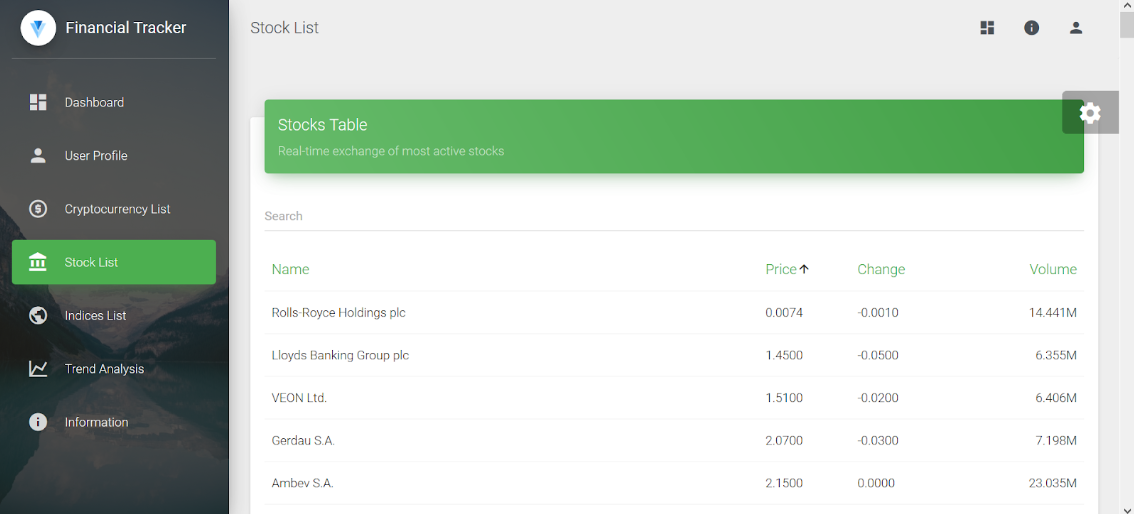 Financial Tracker
Stock List
Dashboard
User Profile
Cryptocurrency List
Stock List
Indices List
Trend Analysis
Information
Stocks Table
Real-time exchange of most active stocks
Search
Name Price Change Volume
Rolls-Royce Holdings plc 0.0074 -0.0010 14.441M
Lloyds Banking Group plc 1.4500 -0.0500 6.355M
VEON Ltd. 1.5100 -0.0200 6.406M
Gerdau S.A. 2.0700 -0.0300 7.198M
Ambev S.A. 2.1500 0.0000 23.035M